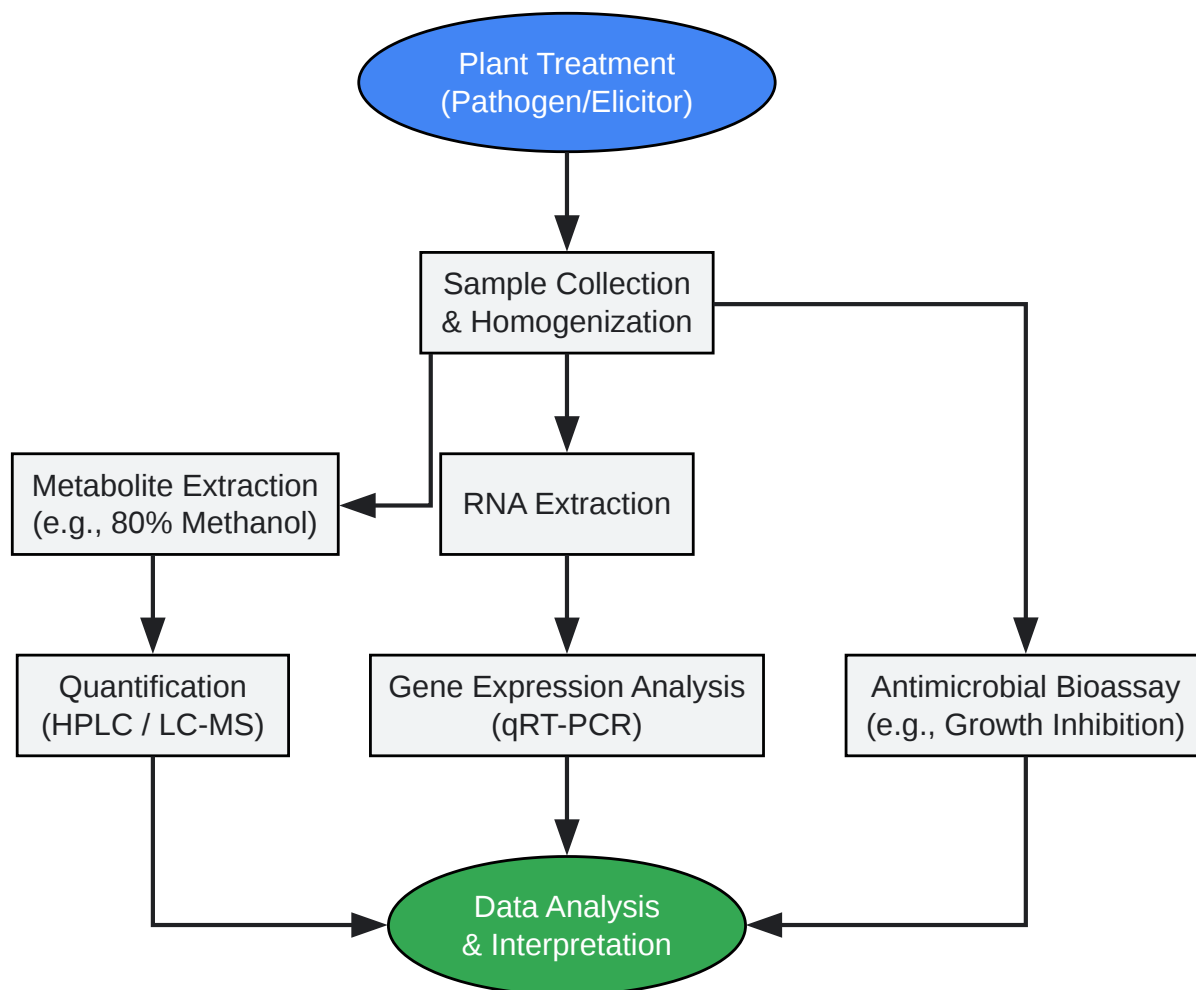 Plant Treatment
(Pathogen/Elicitor)
Sample Collection
& Homogenization
Metabolite Extraction
(e.g., 80% Methanol)
RNA Extraction
Quantification
(HPLC / LC-MS)
Gene Expression Analysis
(qRT-PCR)
Antimicrobial Bioassay
(e.g., Growth Inhibition)
Data Analysis
& Interpretation